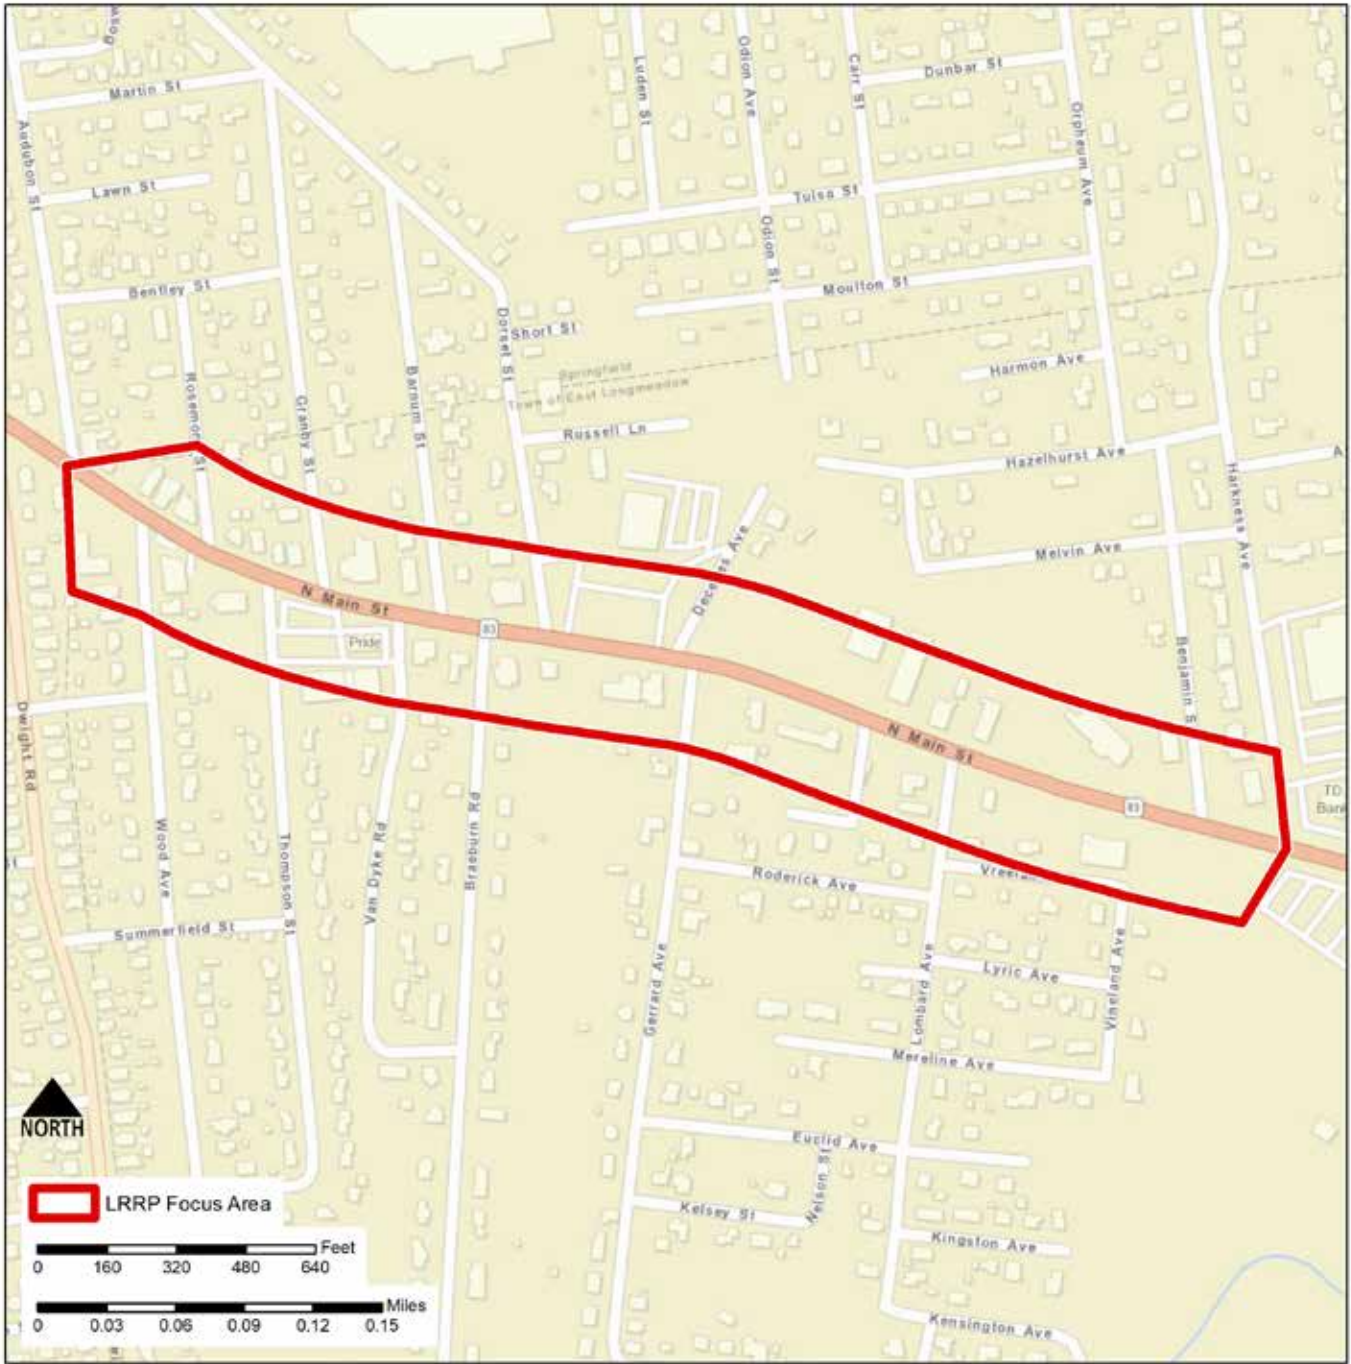 Martin St
Audubon St
Lawn St
Bentley St
Rosemo
St
Granby St
Barnum St
Dorset St
Short St
Luden St
Odion Ave
Carr St
Dunbar St
Orpheum Ave
Tulsa St
Odion St
Moulton St
Springfield
Town of East Longmeadow
Harmon Ave
Russell Ln
Hazelhurst Ave
Harkness Ave
A
Melvin Ave
Benjamin S
N Main St
83
Pride
N Main St
83
TD
Bank
Dwight Rd
Wood Ave
Thompson St
Van Dyke Rd
Braeburn Rd
Roderick Ave
Summerfield St
Gerrard Ave
Lombard Ave
Lyric Ave
Vineland Ave
Mereline Ave
Euclid Ave
Nelson St
Kelsey St
Kingston Ave
Kensington Ave
NORTH
LRRP Focus Area
Feet
0 160 320 480 640
Miles
0 0.03 0.06 0.09 0.12 0.15